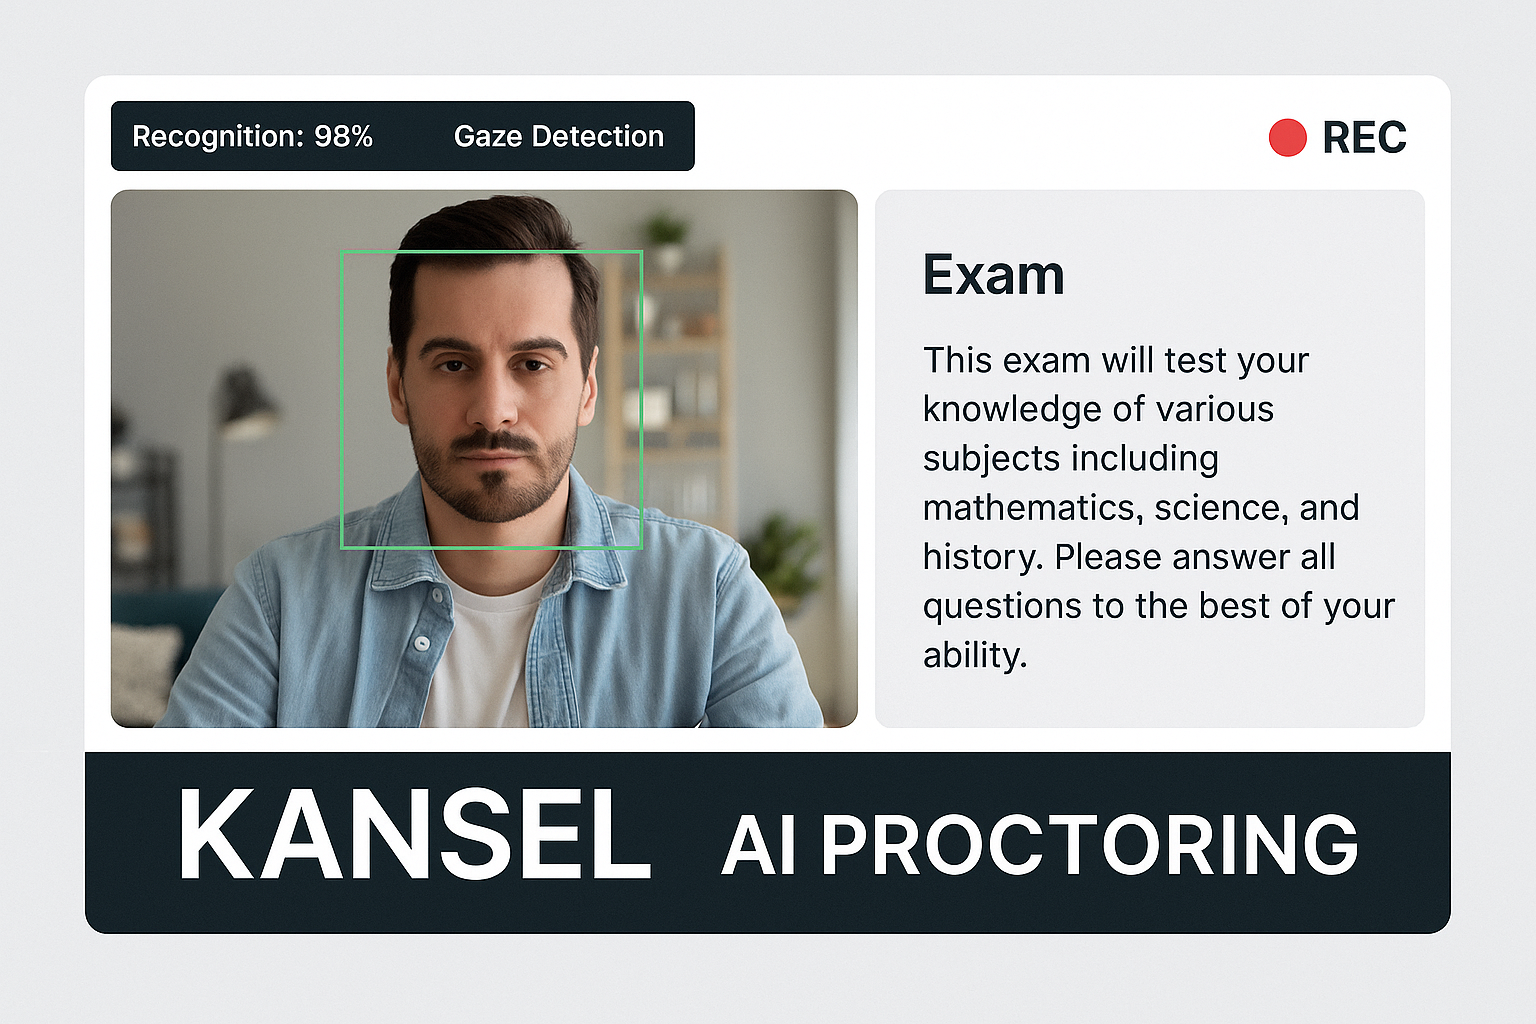 Recognition: 98% Gaze Detection
REC
Exam
This exam will test your
knowledge of various
subjects including
mathematics, science, and
history. Please answer all
questions to the best of your
ability.
KANSEL AI PROCTORING